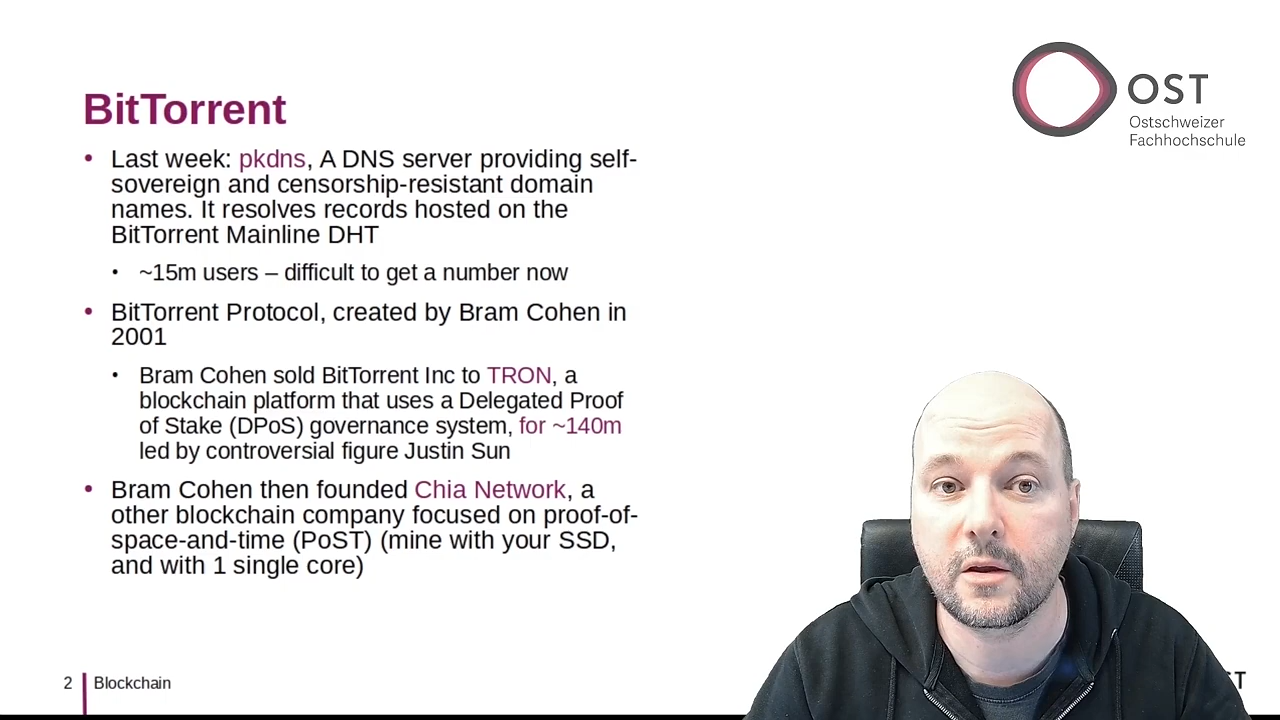 OST
Ostschweizer
Fachhochschule
BitTorrent
• Last week: pkdns, A DNS server providing self-
sovereign and censorship-resistant domain
names. It resolves records hosted on the
BitTorrent Mainline DHT
• ~15m users – difficult to get a number now
• BitTorrent Protocol, created by Bram Cohen in
2001
• Bram Cohen sold BitTorrent Inc to TRON, a
blockchain platform that uses a Delegated Proof
of Stake (DPoS) governance system, for ~140m
led by controversial figure Justin Sun
• Bram Cohen then founded Chia Network, a
other blockchain company focused on proof-of-
space-and-time (PoST) (mine with your SSD,
and with 1 single core)
2 Blockchain